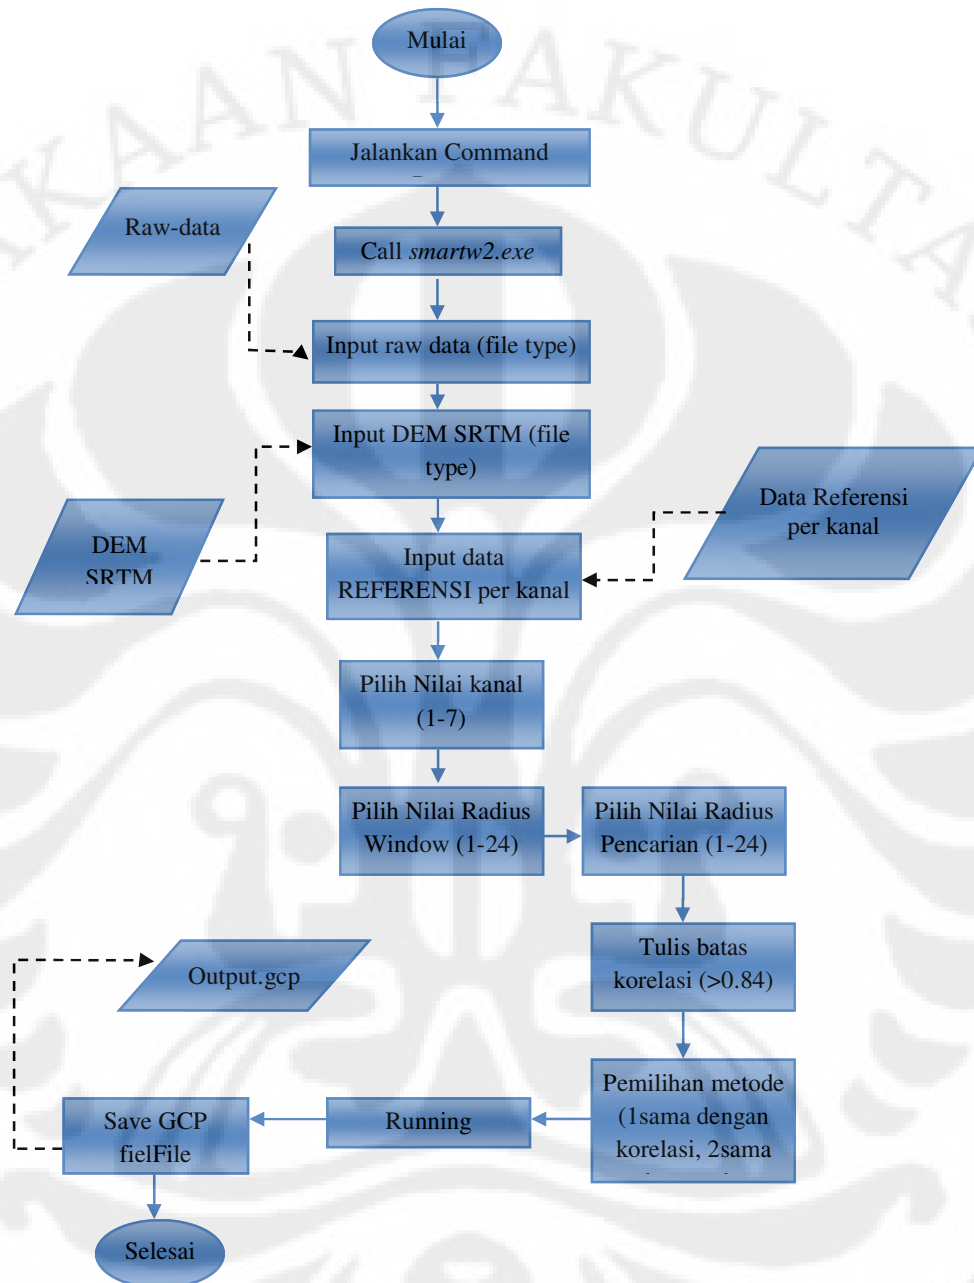 Mulai
Jalankan Command
Raw-data
Call smartw2.exe
Input raw data (file type)
Input DEM SRTM (file
type)
DEM
SRTM
Data Referensi
per kanal
Input data
REFERENSI per kanal
Pilih Nilai kanal
(1-7)
Pilih Nilai Radius
Window (1-24)
Pilih Nilai Radius
Pencarian (1-24)
Tulis batas
korelasi (>0.84)
Output.gcp
Pemilihan metode
(1sama dengan
korelasi, 2sama
Running
Save GCP
fielFile
Selesai
AKAAN FAKULTAS